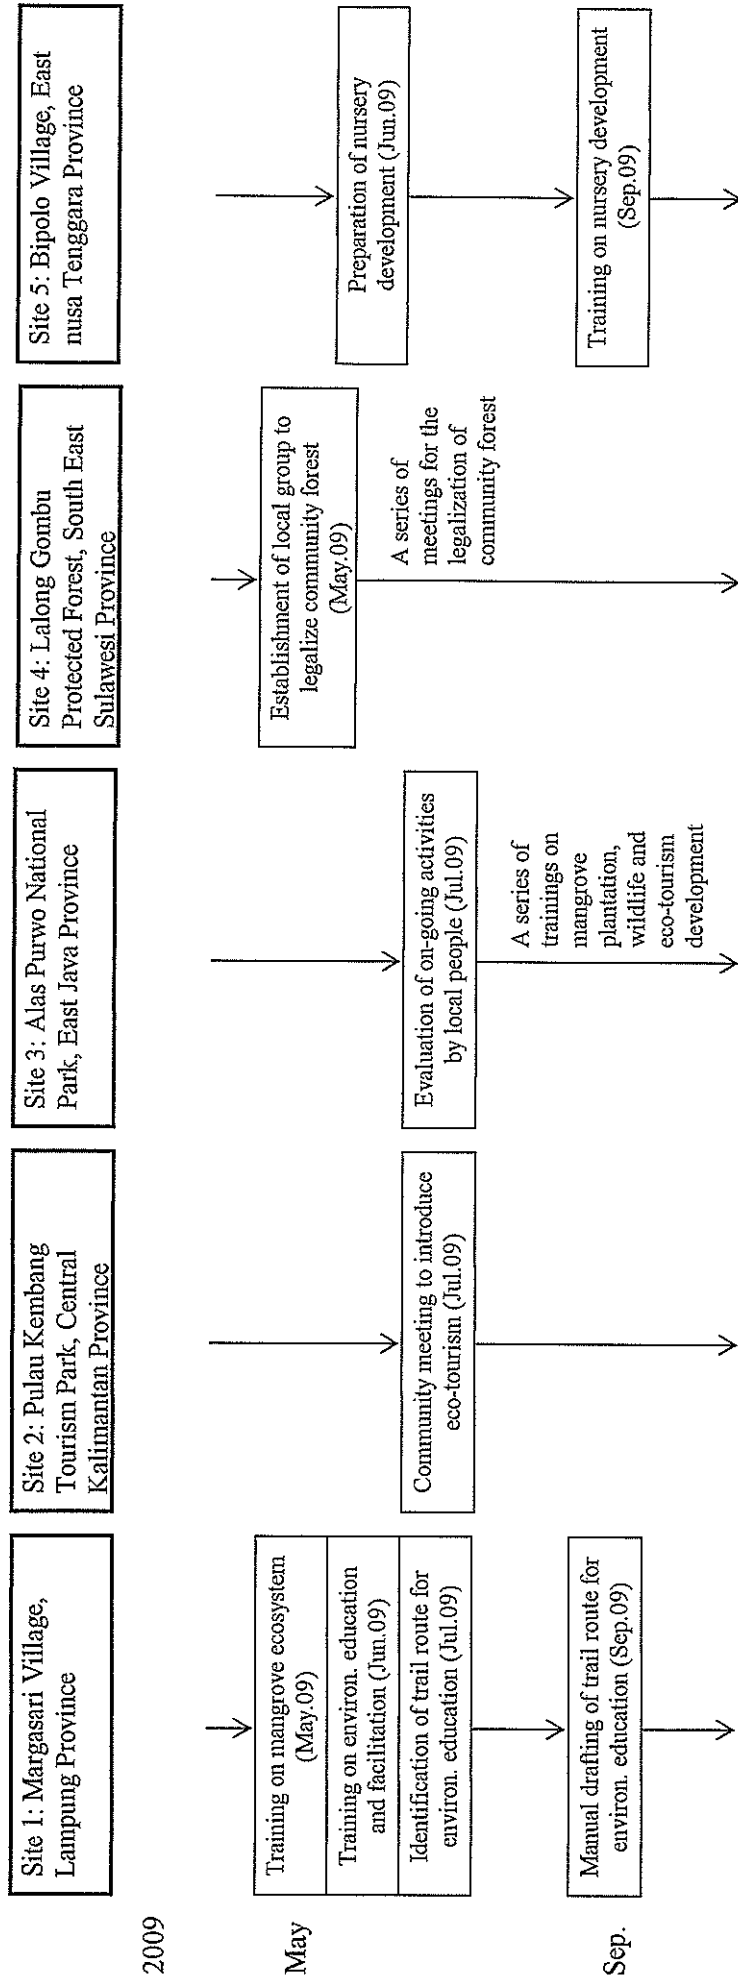 Site 1: Margasari Village,
Lampung Province
Site 2: Pulau Kembang
Tourism Park, Central
Kalimantan Province
Site 3: Alas Purwo National
Park, East Java Province
Site 4: Lalong Gombu
Protected Forest, South East
Sulawesi Province
Site 5: Bipolo Village, East
nusa Tenggara Province
2009
May
Training on mangrove ecosystem
(May.09)
Training on environ. education
and facilitation (Jun.09)
Identification of trail route for
environ. education (Jul.09)
Community meeting to introduce
eco-tourism (Jul.09)
Evaluation of on-going activities
by local people (Jul.09)
A series of
trainings on
mangrove
plantation,
wildlife and
eco-tourism
development
Establishment of local group to
legalize community forest
(May.09)
A series of
meetings for the
legalization of
community forest
Preparation of nursery
development (Jun.09)
Sep.
Manual drafting of trail route for
environ. education (Sep.09)
Training on nursery development
(Sep.09)